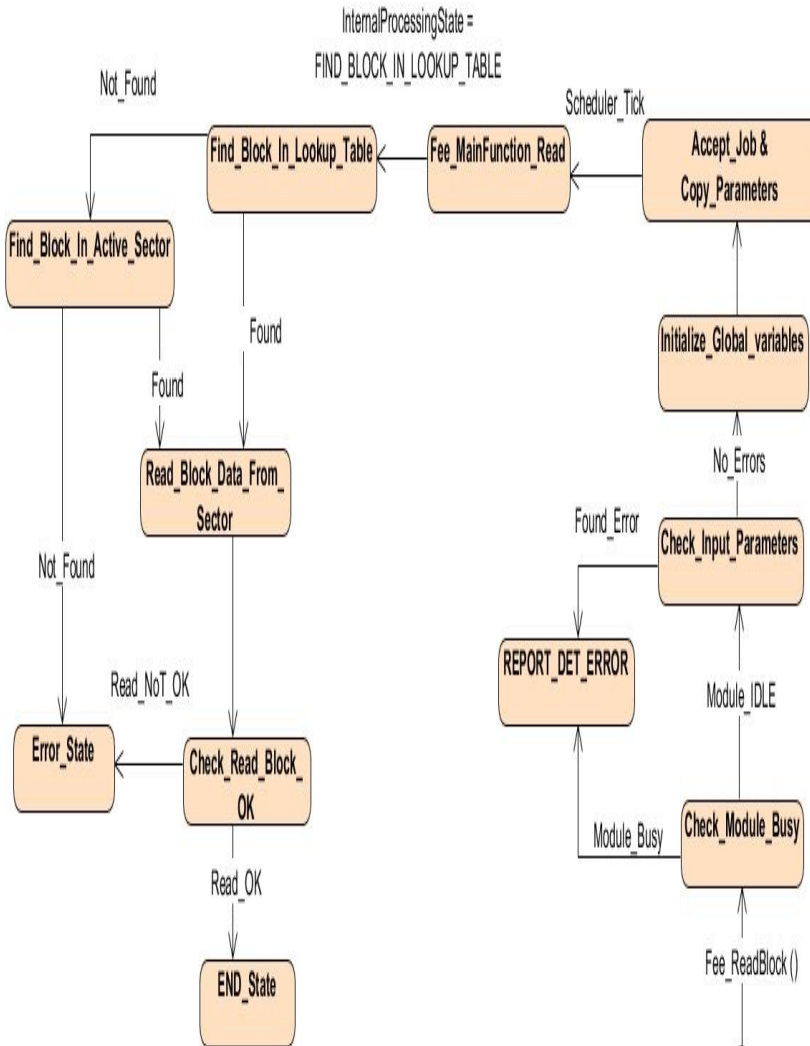 InternalProcessingState =
FIND_BLOCK_IN_LOOKUP_TABLE
Not_Found
Scheduler_Tick
Find_Block_In_Lookup_Table
Fee_MainFunction_Read
Accept_Job &
Copy_Parameters
Find_Block_In_Active_Sector
Found
Found
Initialize_Global_variables
Read_Block_Data_From_
Sector
No_Errors
Found_Error
Check_Input_Parameters
Not_Found
REPORT_DET_ERROR
Read_NoT_OK
Module_IDLE
Error_State
Check_Read_Block_
OK
Module_Busy
Check_Module_Busy
Read_OK
Fee_ReadBlock ()
END_State